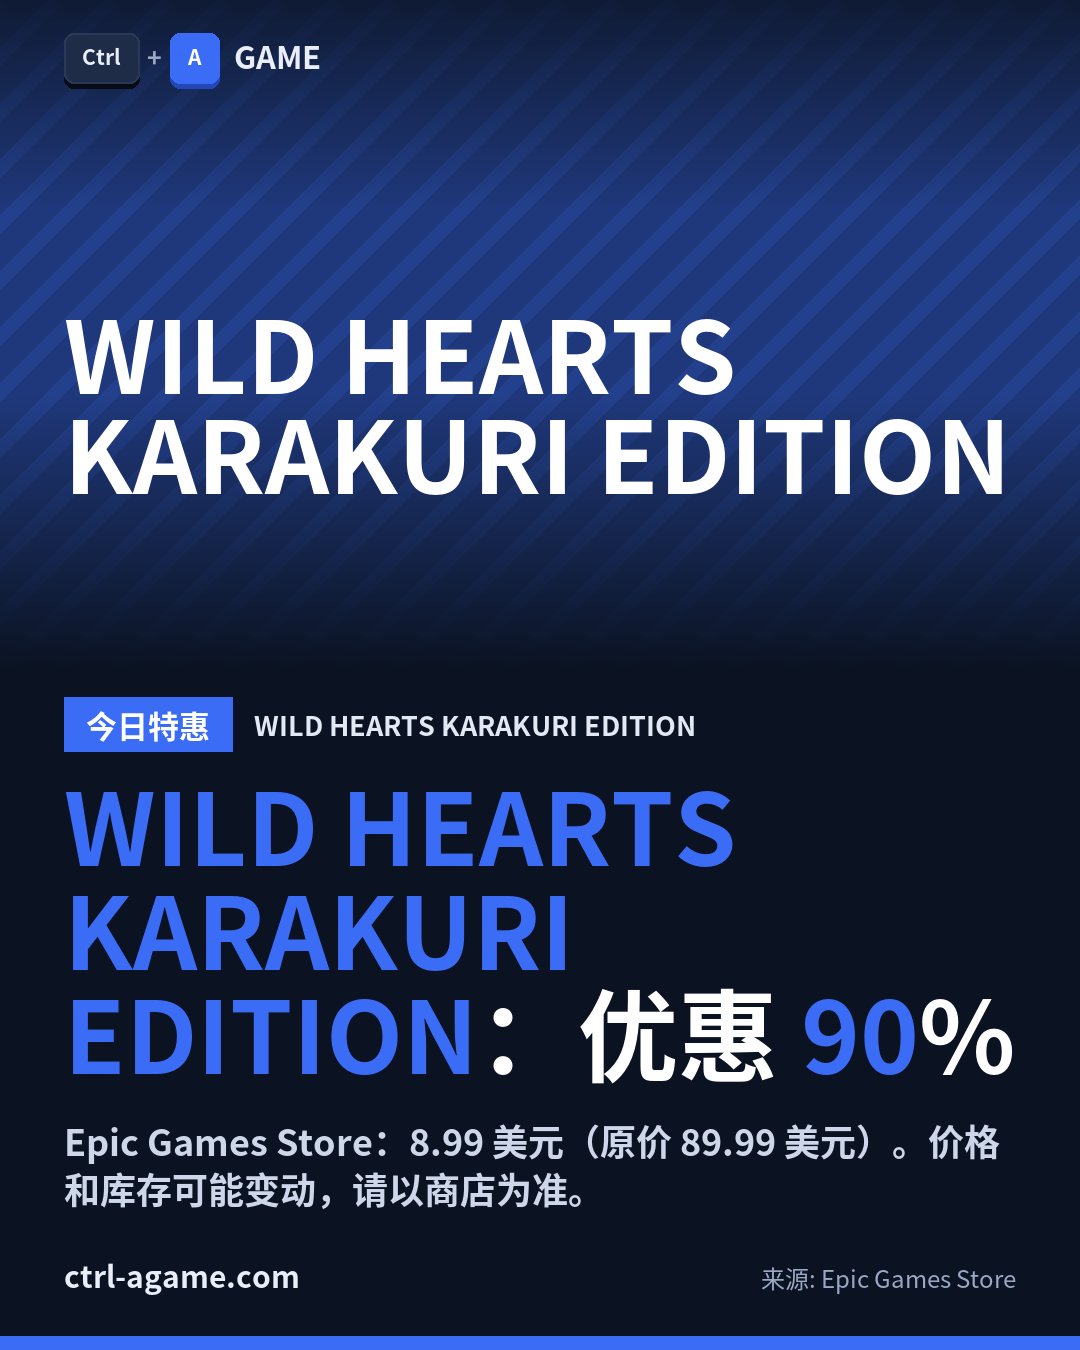 Ctrl + A GAME
WILD HEARTS
KARAKURI EDITION
今日特惠 WILD HEARTS KARAKURI EDITION
WILD HEARTS
KARAKURI
EDITION：优惠 90%
Epic Games Store：8.99 美元（原价 89.99 美元）。价格
和库存可能变动，请以商店为准。
ctrl-agame.com
来源: Epic Games Store